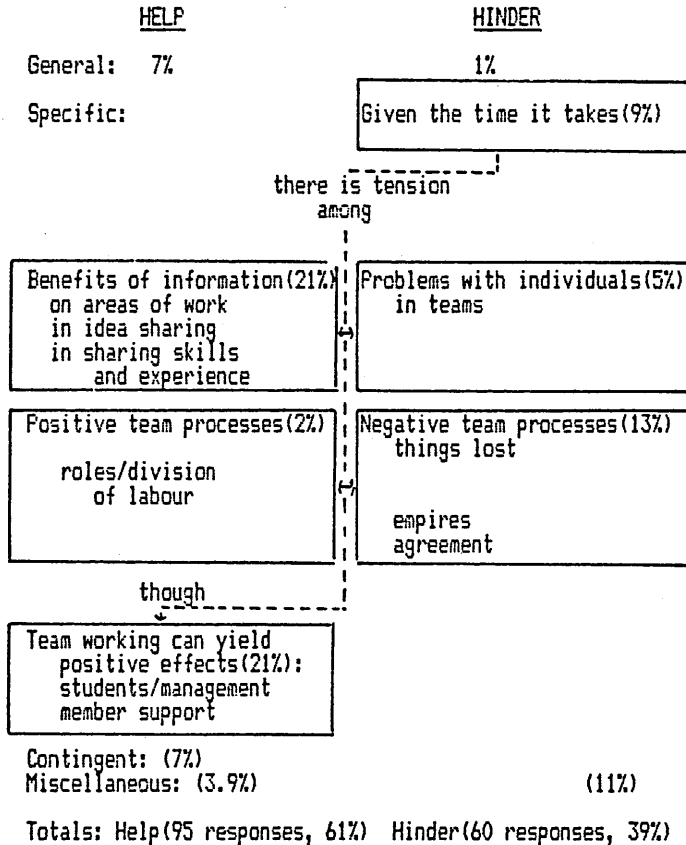 HELP HINDER
General: 7% 1%
Specific: Given the time it takes(9%)
there is tension
among
Benefits of information(21%) Problems with individuals(5%)
on areas of work in teams
in idea sharing
in sharing skills
and experience
Positive team processes(2%) Negative team processes(13%)
things lost
roles/division
of labour
empires
agreement
though
Team working can yield
positive effects(21%):
students/management
member support
Contingent: (7%)
Miscellaneous: (3.9%) (11%)
Totals: Help(95 responses, 61%) Hinder(60 responses, 39%)